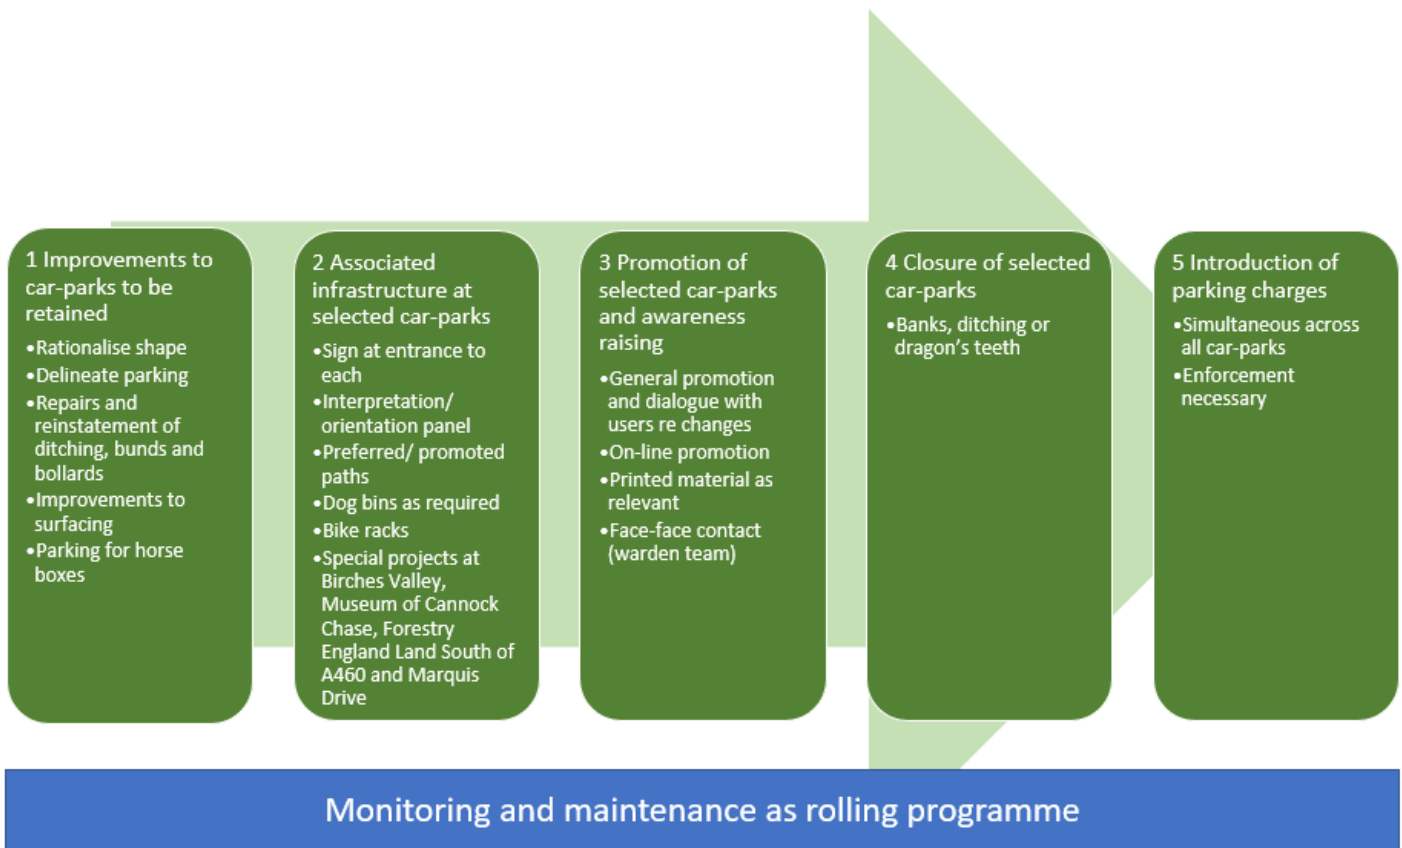 1 Improvements to
car-parks to be
retained
•Rationalise shape
•Delineate parking
•Repairs and
reinstatement of
ditching, bunds and
bollards
•Improvements to
surfacing
•Parking for horse
boxes
2 Associated
infrastructure at
selected car-parks
•Sign at entrance to
each
•Interpretation/
orientation panel
•Preferred/ promoted
paths
•Dog bins as required
•Bike racks
•Special projects at
Birches Valley,
Museum of Cannock
Chase, Forestry
England Land South of
A460 and Marquis
Drive
3 Promotion of
selected car-parks
and awareness
raising
•General promotion
and dialogue with
users re changes
•On-line promotion
•Printed material as
relevant
•Face-face contact
(warden team)
4 Closure of selected
car-parks
•Banks, ditching or
dragon’s teeth
5 Introduction of
parking charges
•Simultaneous across
all car-parks
•Enforcement
necessary
Monitoring and maintenance as rolling programme